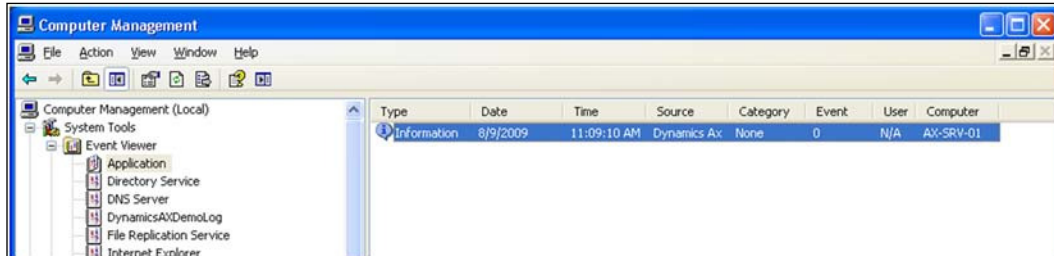 Computer Management
File Action View Window Help
Computer Management (Local)
System Tools
Event Viewer
Application
Directory Service
DNS Server
DynamicsAXDemoLog
File Replication Service
Internet Explorer
Type Date Time Source Category Event User Computer
Information 8/9/2009 11:09:10 AM Dynamics Ax None 0 N/A AX-SRV-01